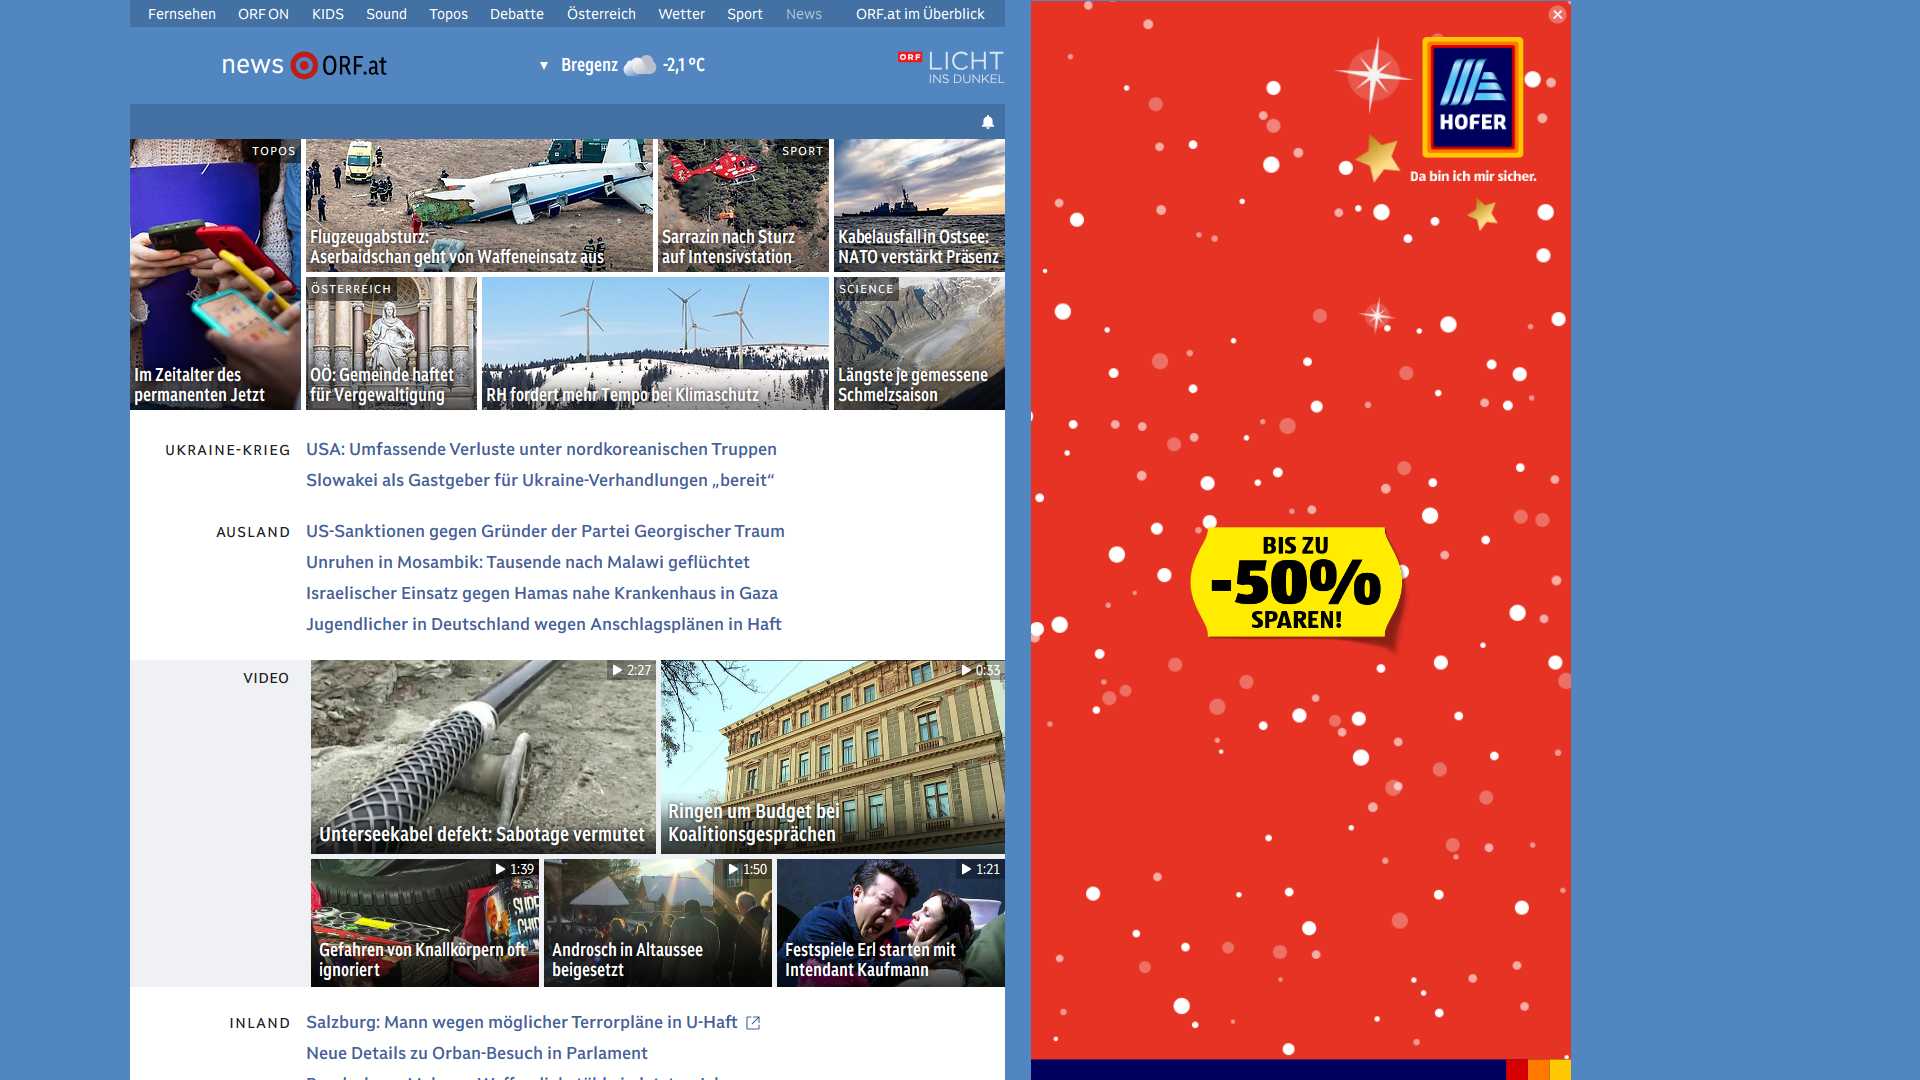 Fernsehen ORF ON KIDS Sound Topos Debatte Österreich Wetter Sport News ORF.at im Überblick
news ORF.at
▼ Bregenz -2,1 °C
ORF LICHT
INS DUNKEL
TOPOS
Im Zeitalter des
permanenten Jetzt
Flugzeugabsturz:
Aserbaidschan geht von Waffeneinsatz aus
SPORT
Sarrazin nach Sturz
auf Intensivstation
Kabelausfall in Ostsee:
NATO verstärkt Präsenz
ÖSTERREICH
OÖ: Gemeinde haftet
für Vergewaltigung
RH fordert mehr Tempo bei Klimaschutz
SCIENCE
Längste je gemessene
Schmelzsaison
UKRAINE-KRIEG
USA: Umfassende Verluste unter nordkoreanischen Truppen
Slowakei als Gastgeber für Ukraine-Verhandlungen „bereit“
AUSLAND
US-Sanktionen gegen Gründer der Partei Georgischer Traum
Unruhen in Mosambik: Tausende nach Malawi geflüchtet
Israelischer Einsatz gegen Hamas nahe Krankenhaus in Gaza
Jugendlicher in Deutschland wegen Anschlagsplänen in Haft
VIDEO
2:27
Unterseekabel defekt: Sabotage vermutet
0:33
Ringen um Budget bei
Koalitionsgesprächen
1:39
Gefahren von Knallkörpern oft
ignoriert
1:50
Androsch in Altaussee
beigesetzt
1:21
Festspiele Erl starten mit
Intendant Kaufmann
INLAND
Salzburg: Mann wegen möglicher Terrorpläne in U-Haft
Neue Details zu Orban-Besuch in Parlament
HOFER
Da bin ich mir sicher.
BIS ZU
-50%
SPAREN!